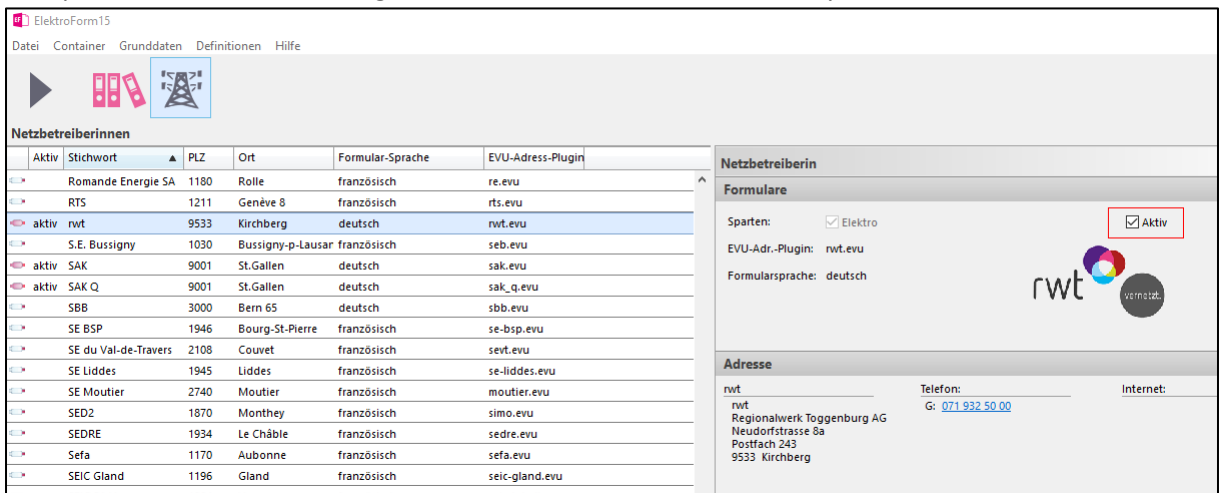 ElektroForm15
Datei Container Grunddaten Definitionen Hilfe
Netzbetreiberinnen
Aktiv Stichwort PLZ Ort Formular-Sprache EVU-Adress-Plugin
Romande Energie SA 1180 Rolle französisch re.evu
RTS 1211 Genève 8 französisch rts.evu
aktiv rwt 9533 Kirchberg deutsch rwt.evu
S.E. Bussigny 1030 Bussigny-p-Lausar französisch seb.evu
aktiv SAK 9001 St.Gallen deutsch sak.evu
aktiv SAK Q 9001 St.Gallen deutsch sak_q.evu
SBB 3000 Bern 65 deutsch sbb.evu
SE BSP 1946 Bourg-St-Pierre französisch se-bsp.evu
SE du Val-de-Travers 2108 Couvet französisch sevt.evu
SE Liddes 1945 Liddes französisch se-liddes.evu
SE Moutier 2740 Moutier französisch moutier.evu
SED2 1870 Monthey französisch simo.evu
SEDRE 1934 Le Châble französisch sedre.evu
Sefa 1170 Aubonne französisch sefa.evu
SEIC Gland 1196 Gland französisch seic-gland.evu
Netzbetreiberin
Formulare
Sparten: Elektro Aktiv
EVU-Adr.-Plugin: rwt.evu
Formularsprache: deutsch
rwt
vernetzt.
Adresse
rwt Telefon: Internet:
rwt G: 071 932 50 00
Regionalwerk Toggenburg AG
Neudorfstrasse 8a
Postfach 243
9533 Kirchberg